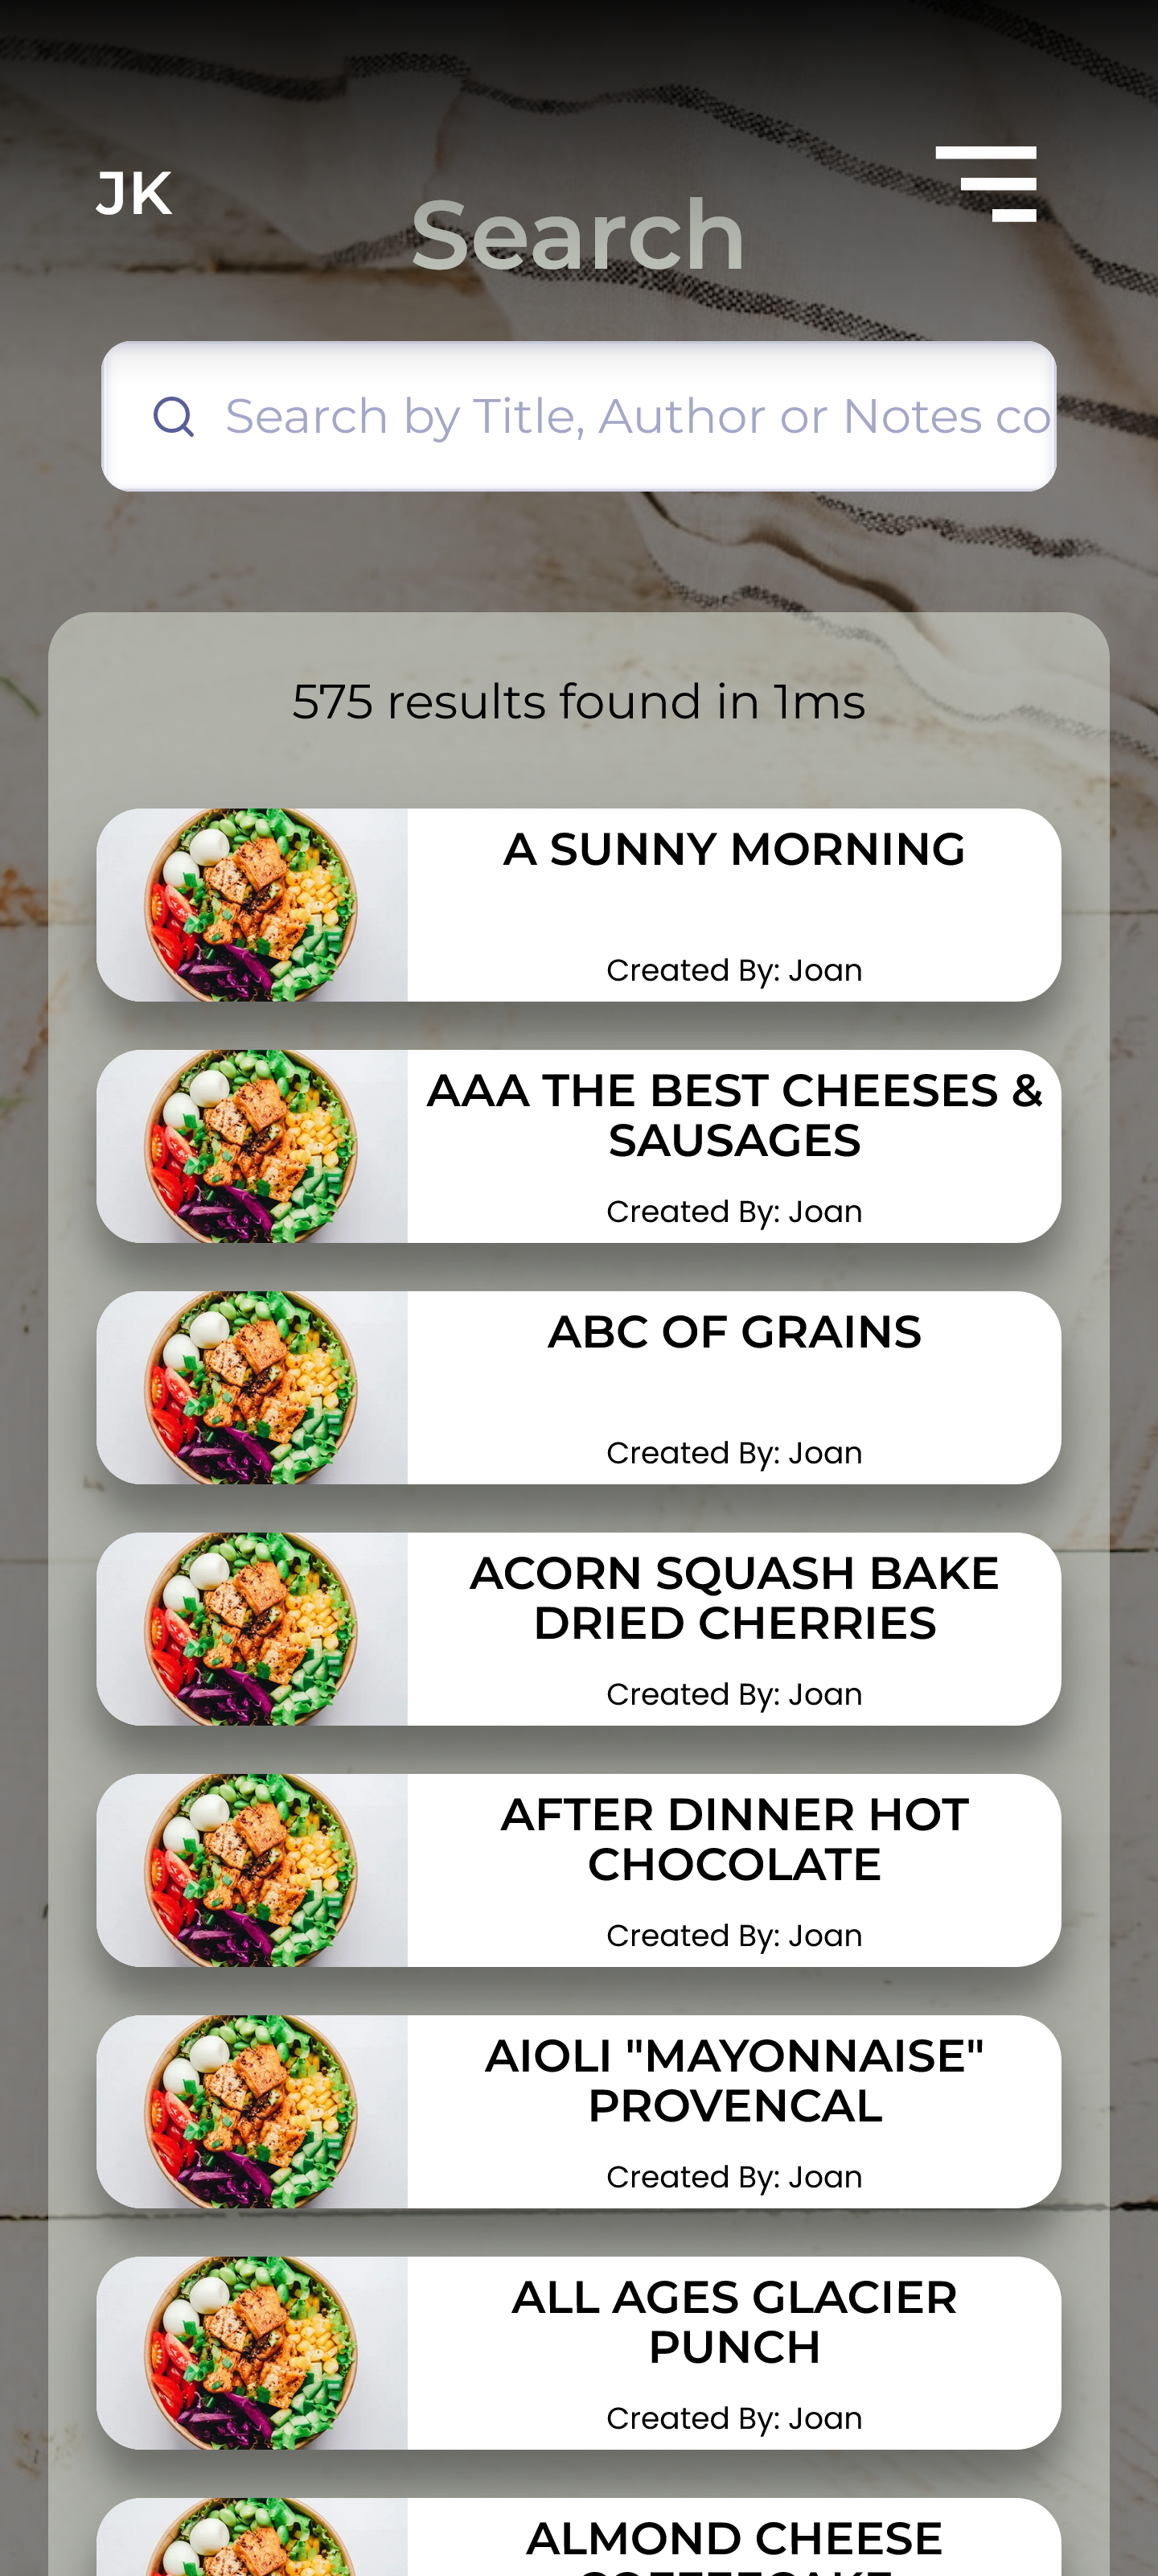 JK
Search
Search by Title, Author or Notes co
575 results found in 1ms
A SUNNY MORNING
Created By: Joan
AAA THE BEST CHEESES &
SAUSAGES
Created By: Joan
ABC OF GRAINS
Created By: Joan
ACORN SQUASH BAKE
DRIED CHERRIES
Created By: Joan
AFTER DINNER HOT
CHOCOLATE
Created By: Joan
AIOLI "MAYONNAISE"
PROVENCAL
Created By: Joan
ALL AGES GLACIER
PUNCH
Created By: Joan
ALMOND CHEESE